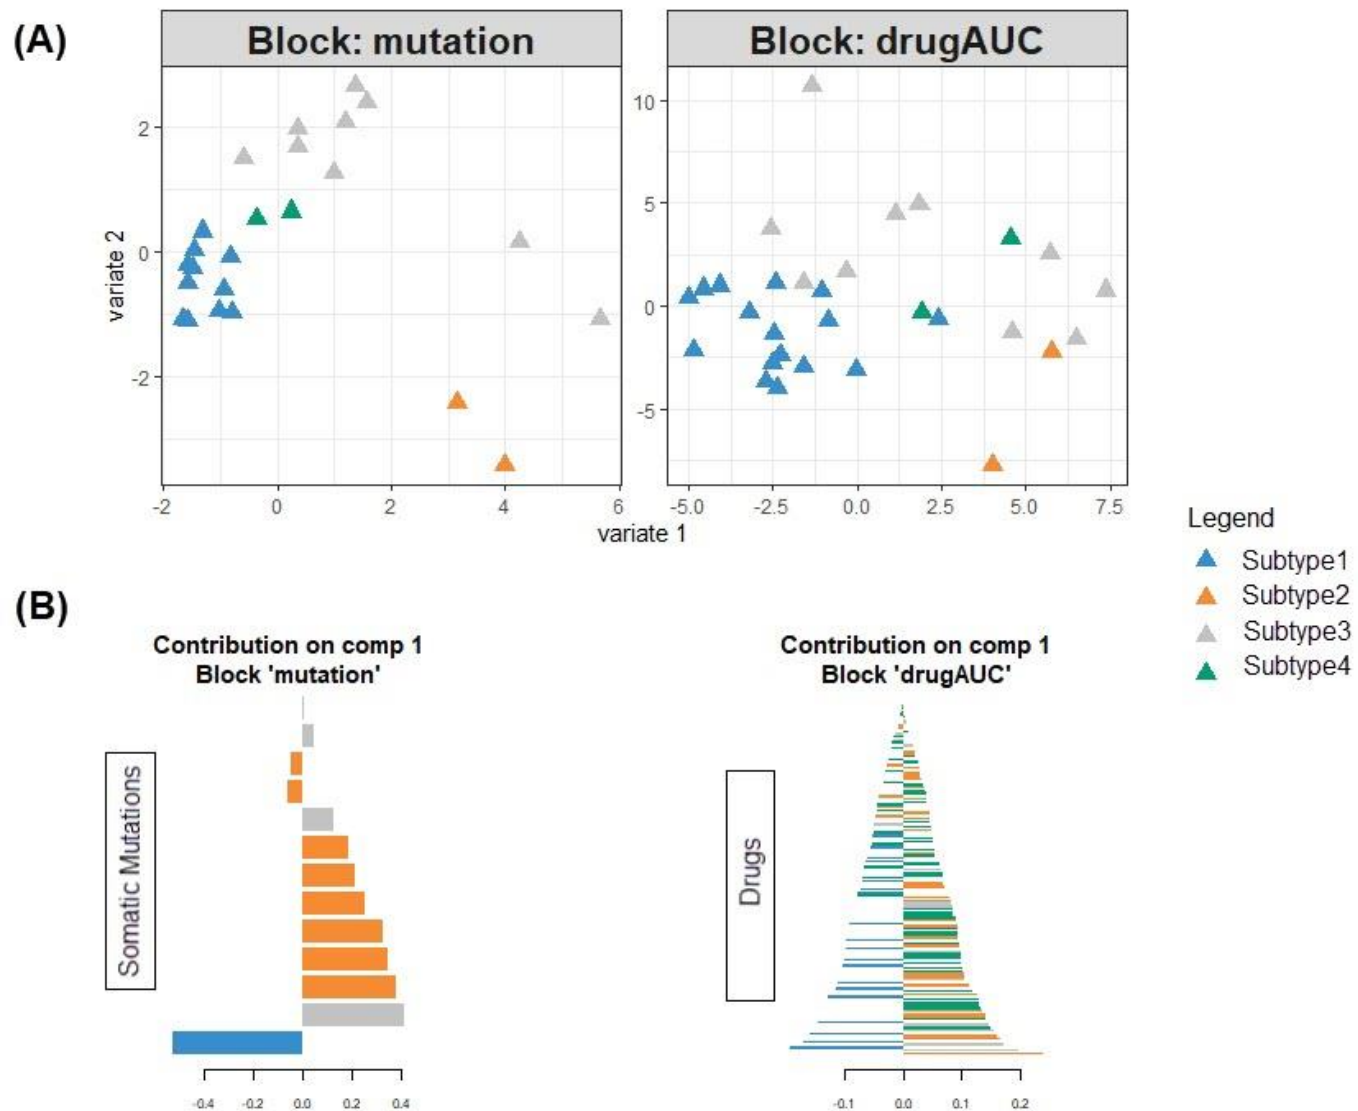 (A)
Block: mutation
Block: drugAUC
variate 2
2
0
-2
10
5
0
-5
-2
0
2
4
6
-5.0
-2.5
0.0
2.5
5.0
7.5
variate 1
Legend
Subtype1
Subtype2
Subtype3
Subtype4
(B)
Contribution on comp 1
Block 'mutation'
Contribution on comp 1
Block 'drugAUC'
Somatic Mutations
Drugs
-0.4
-0.2
0.0
0.2
0.4
-0.1
0.0
0.1
0.2